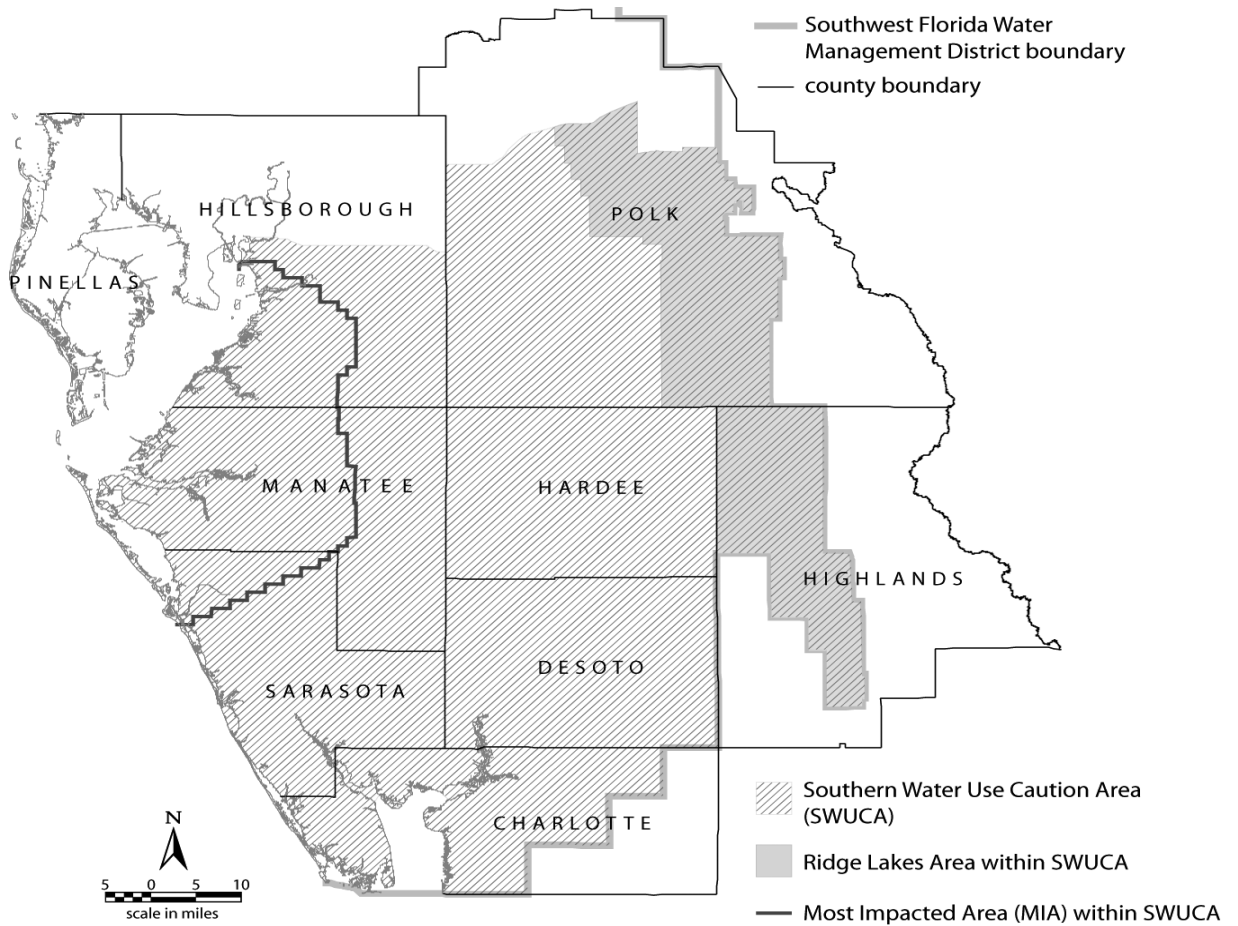 Southwest Florida Water
Management District boundary
county boundary
HILLSBOROUGH
POLK
PINELLAS
MANATEE
HARDEE
HIGHLANDS
DESOTO
SARASOTA
CHARLOTTE
N
5 0 5 10
scale in miles
Southern Water Use Caution Area
(SWUCA)
Ridge Lakes Area within SWUCA
Most Impacted Area (MIA) within SWUCA